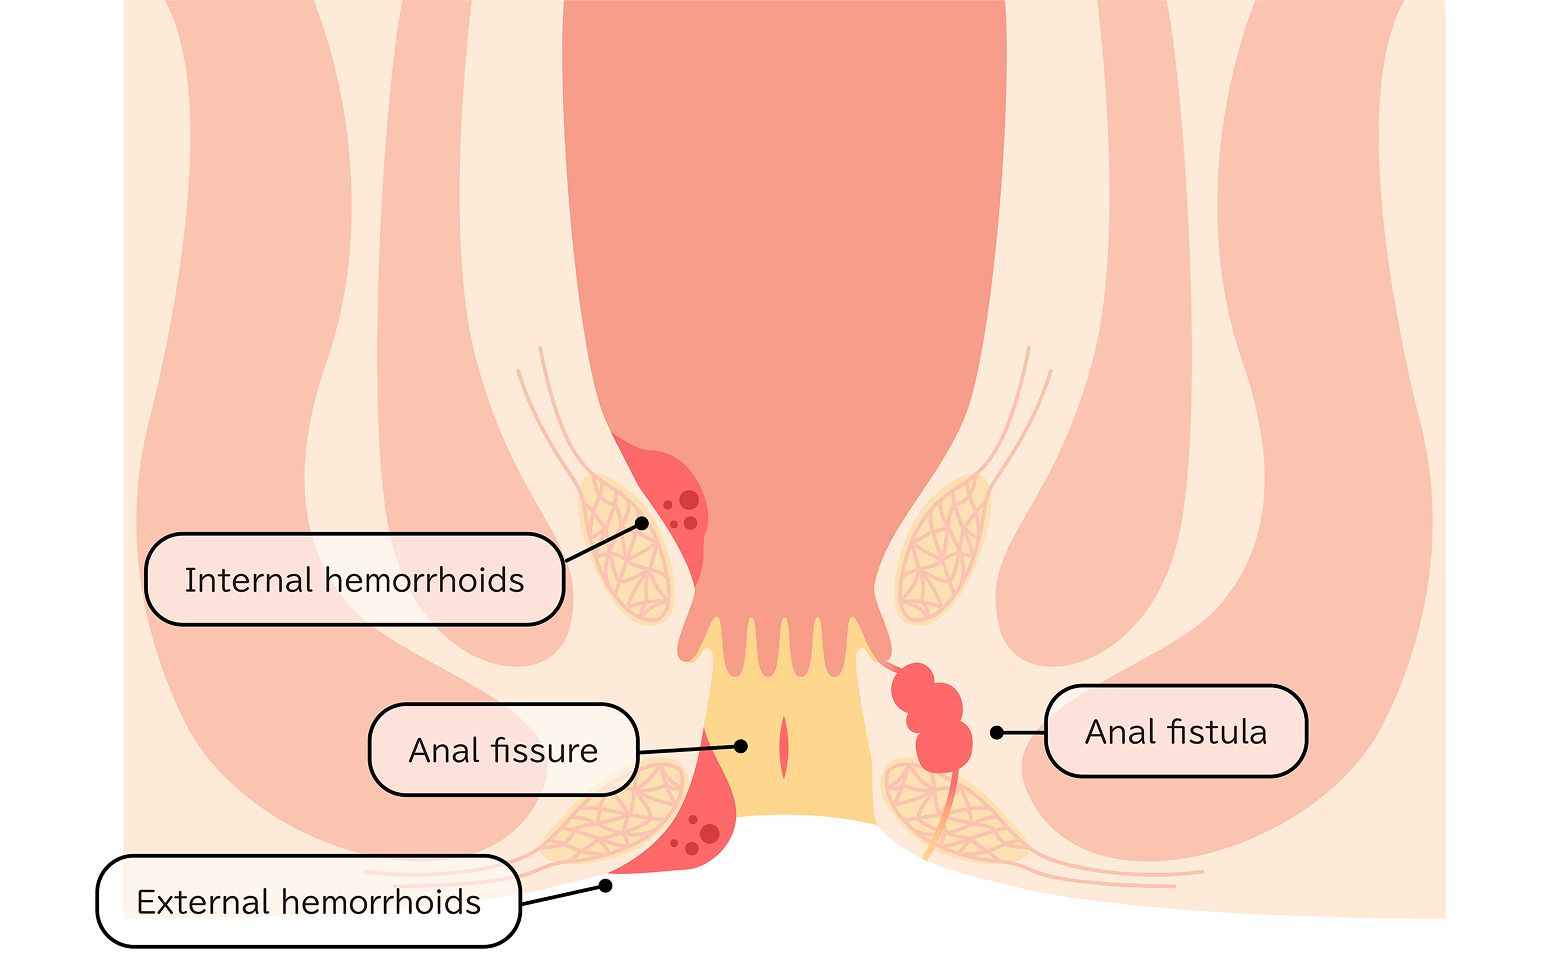 Internal hemorrhoids
Anal fissure
Anal fistula
External hemorrhoids